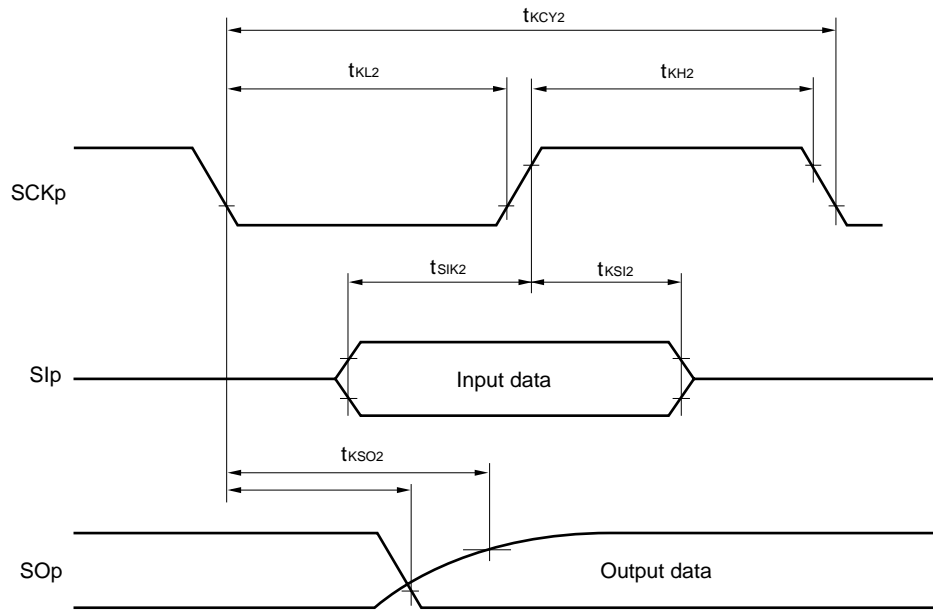 tKCY2
tKL2
tKH2
SCKp
tSIK2
tKSI2
SIp
Input data
tKSO2
SOp
Output data